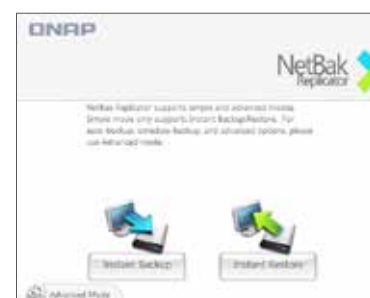 QNAP
NetBak
Replicator
NetBak Replicator supports simple and advanced modes.
Simple mode only supports Instant Backup/Restore. For
auto-backup, schedule backup, and advanced options, please
use Advanced mode.
Instant Backup
Instant Restore
Advanced Mode